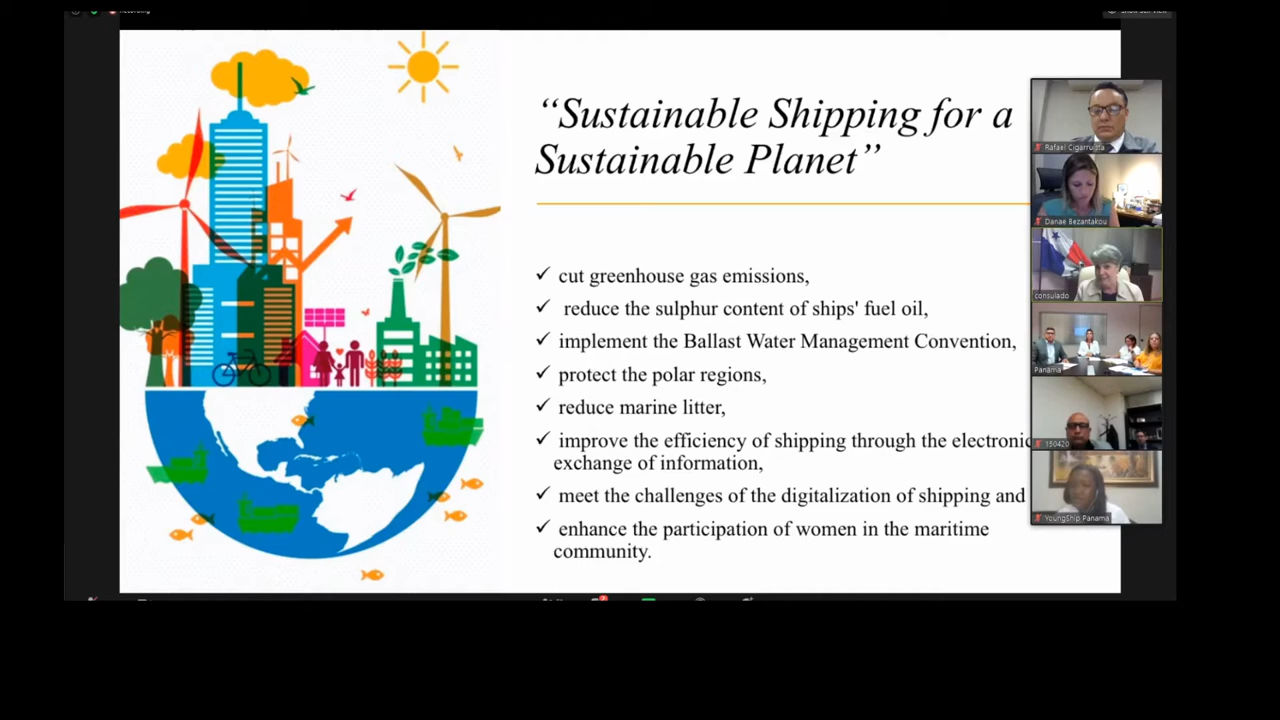 “Sustainable Shipping for a
Sustainable Planet”
✓ cut greenhouse gas emissions,
✓ reduce the sulphur content of ships' fuel oil,
✓ implement the Ballast Water Management Convention,
✓ protect the polar regions,
✓ reduce marine litter,
✓ improve the efficiency of shipping through the electronic
exchange of information,
✓ meet the challenges of the digitalization of shipping and
✓ enhance the participation of women in the maritime
community.
Rafael Cigarruista
Danae Bezantakou
consulado
Panama
150420
YoungShip Panama